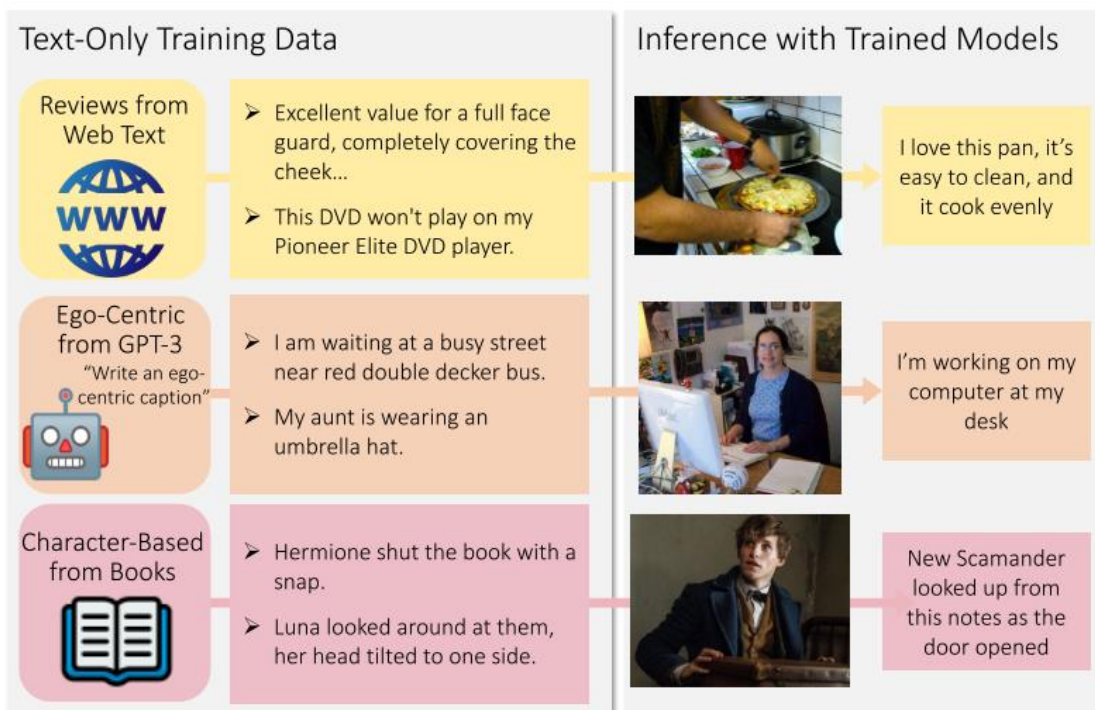 Text-Only Training Data
Inference with Trained Models
Reviews from
Web Text
WWW
➢ Excellent value for a full face
guard, completely covering the
cheek...
➢ This DVD won't play on my
Pioneer Elite DVD player.
I love this pan, it's
easy to clean, and
it cook evenly
Ego-Centric
from GPT-3
"Write an ego-
centric caption"
➢ I am waiting at a busy street
near red double decker bus.
➢ My aunt is wearing an
umbrella hat.
I'm working on my
computer at my
desk
Character-Based
from Books
➢ Hermione shut the book with a
snap.
➢ Luna looked around at them,
her head tilted to one side.
New Scamander
looked up from
this notes as the
door opened